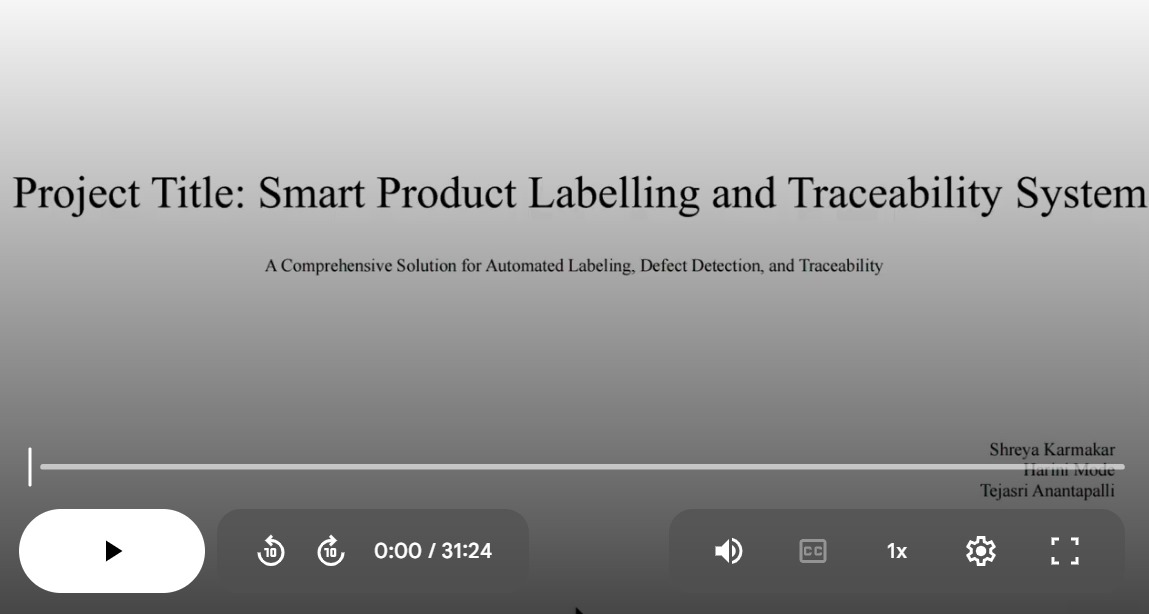 Project Title: Smart Product Labelling and Traceability System
A Comprehensive Solution for Automated Labeling, Defect Detection, and Traceability
Shreya Karmakar
Harini Mode
Tejasri Anantapalli
10
10
0:00 / 31:24
CC
1x